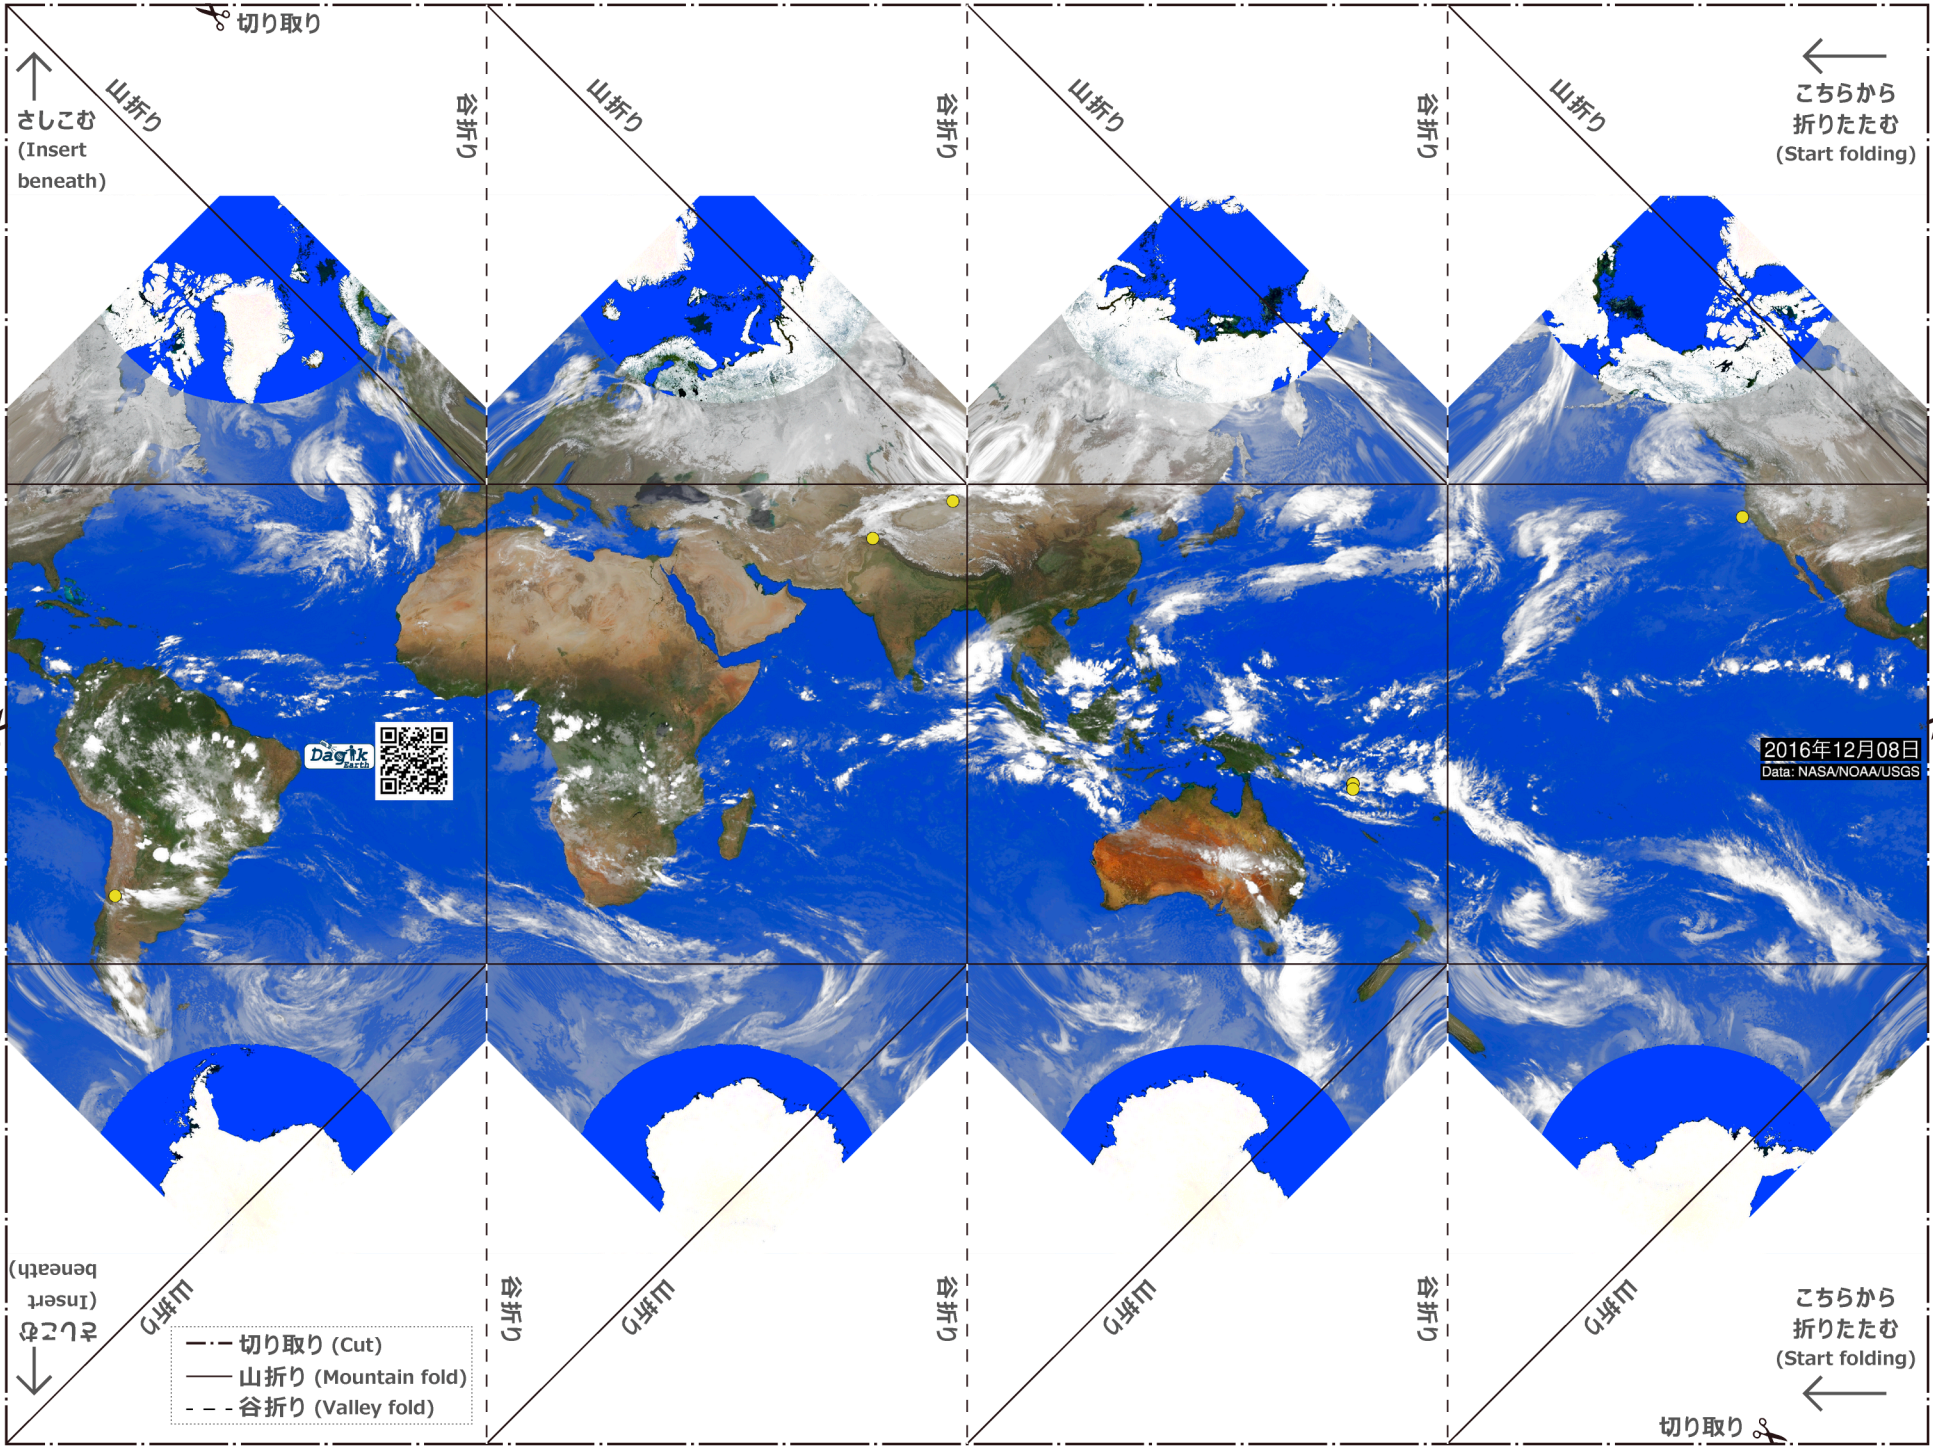 切り取り
山折り
谷折り
山折り
谷折り
山折り
谷折り
山折り
さしこむ
(Insert
beneath)
こちらから
折りたたむ
(Start folding)
Dagik
Earth
2016年12月08日
Data: NASA/NOAA/USGS
さしこむ
(Insert
beneath)
山折り
谷折り
山折り
谷折り
山折り
谷折り
山折り
切り取り (Cut)
山折り (Mountain fold)
谷折り (Valley fold)
こちらから
折りたたむ
(Start folding)
切り取り